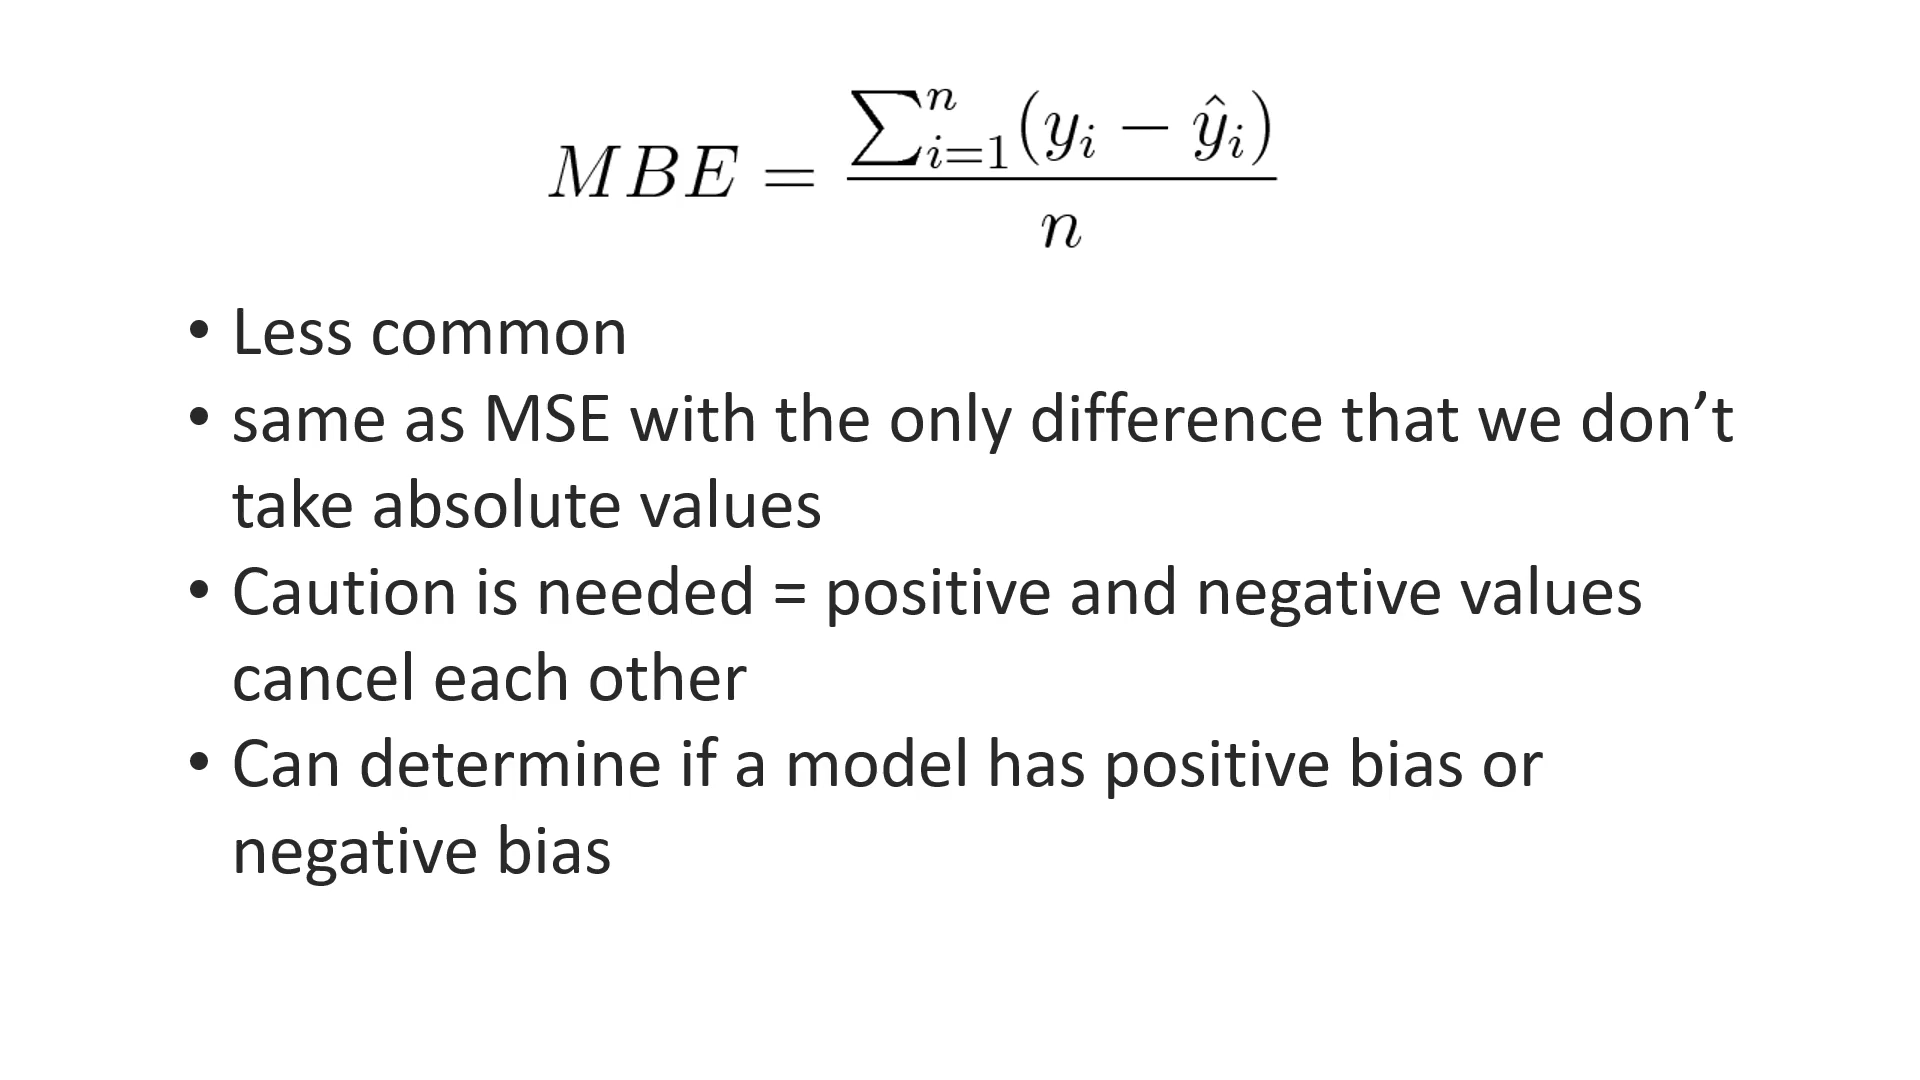 MBE = \frac{\sum_{i=1}^{n}(y_i - \hat{y}_i)}{n}
• Less common
• same as MSE with the only difference that we don’t
take absolute values
• Caution is needed = positive and negative values
cancel each other
• Can determine if a model has positive bias or
negative bias